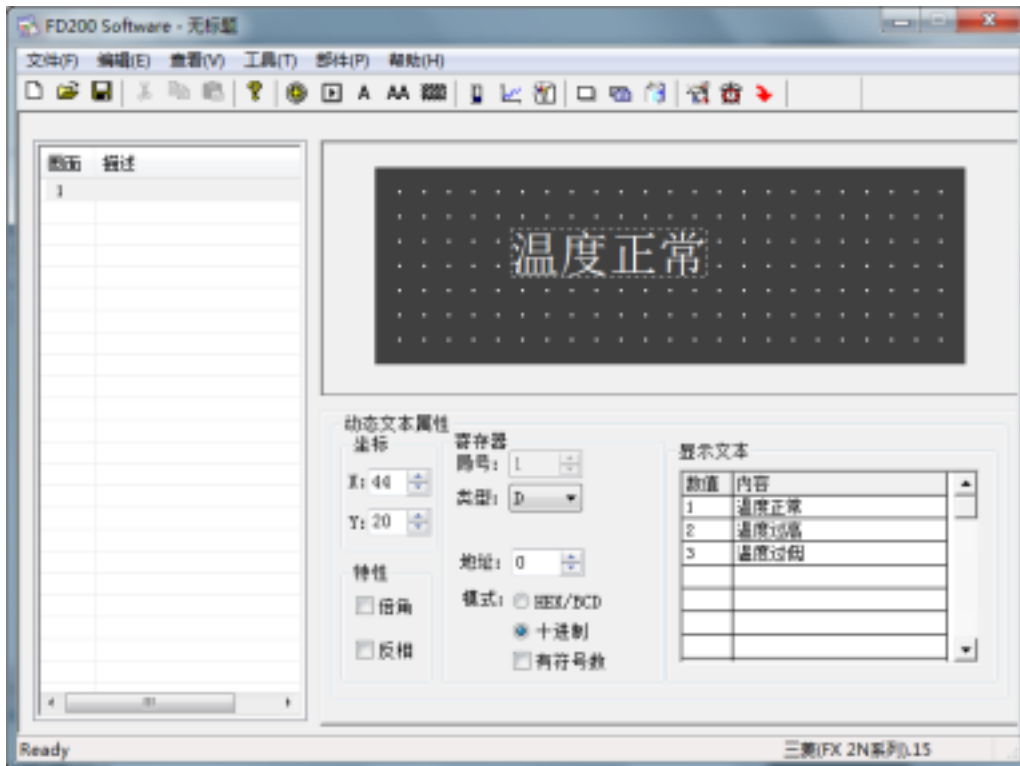 FD200 Software - 无标题
文件(F) 编辑(E) 查看(V) 工具(T) 部件(P) 帮助(H)
A AA
画面 描述
1
温度正常
动态文本属性
坐标
X: 44
Y: 20
特性
倍角
反相
寄存器
局号: 1
类型: D
地址: 0
模式: HEX/BCD
十进制
有符号数
显示文本
数值 内容
1 温度正常
2 温度过高
3 温度过低
Ready
三菱(FX 2N系列).15